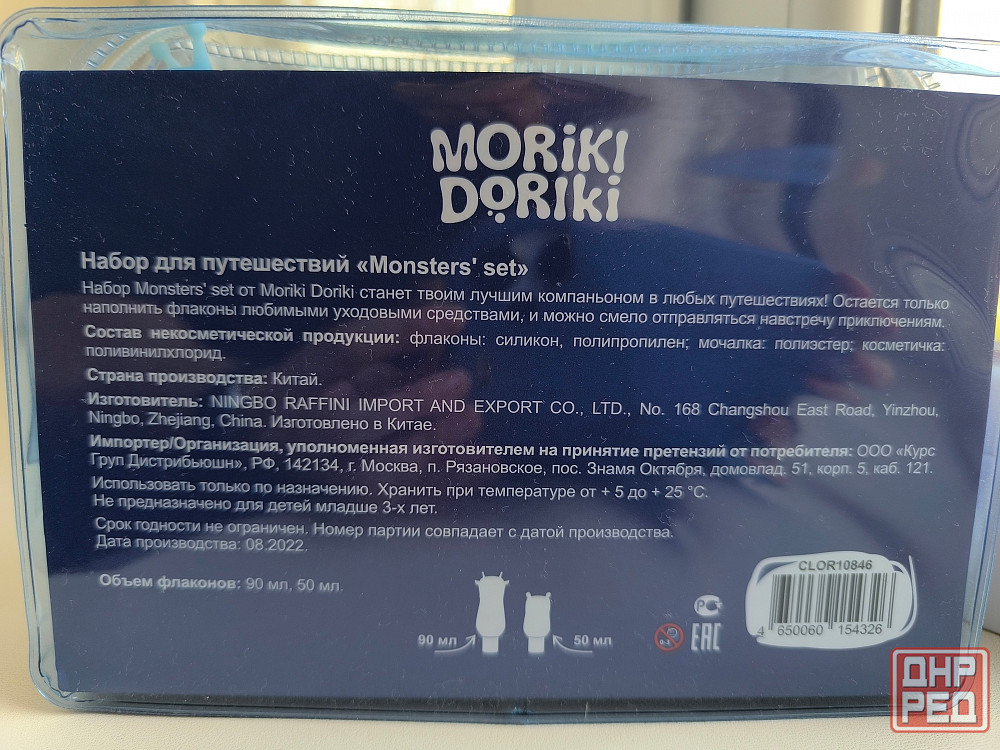 MORiKI
DORIki
Набор для путешествий «Monsters' set»
Набор Monsters' set от Moriki Doriki станет твоим лучшим компаньоном в любых путешествиях! Остается только
наполнить флаконы любимыми уходовыми средствами, и можно смело отправляться навстречу приключениям.
Состав некосметической продукции: флаконы: силикон, полипропилен; мочалка: полиэстер; косметичка:
поливинилхлорид.
Страна производства: Китай.
Изготовитель: NINGBO RAFFINI IMPORT AND EXPORT CO., LTD., No. 168 Changshou East Road, Yinzhou,
Ningbo, Zhejiang, China. Изготовлено в Китае.
Импортер/Организация, уполноменная изготовителем на принятие претензий от потребителя: ООО «Курс
Груп Дистрибьюшн», РФ, 142134, г. Москва, п. Рязановское, пос. Знамя Октября, домовлад. 51, корп. 5, каб. 121.
Использовать только по назначению. Хранить при температуре от + 5 до + 25 °C.
Не предназначено для детей младше 3-х лет.
Срок годности не ограничен. Номер партии совпадает с датой производства.
Дата производства: 08.2022.
Объем флаконов: 90 мл, 50 мл.
90 мл
50 мл
0-3
РС
EAC
CLOR10846
4 650060 154326
ДНР
РЕД